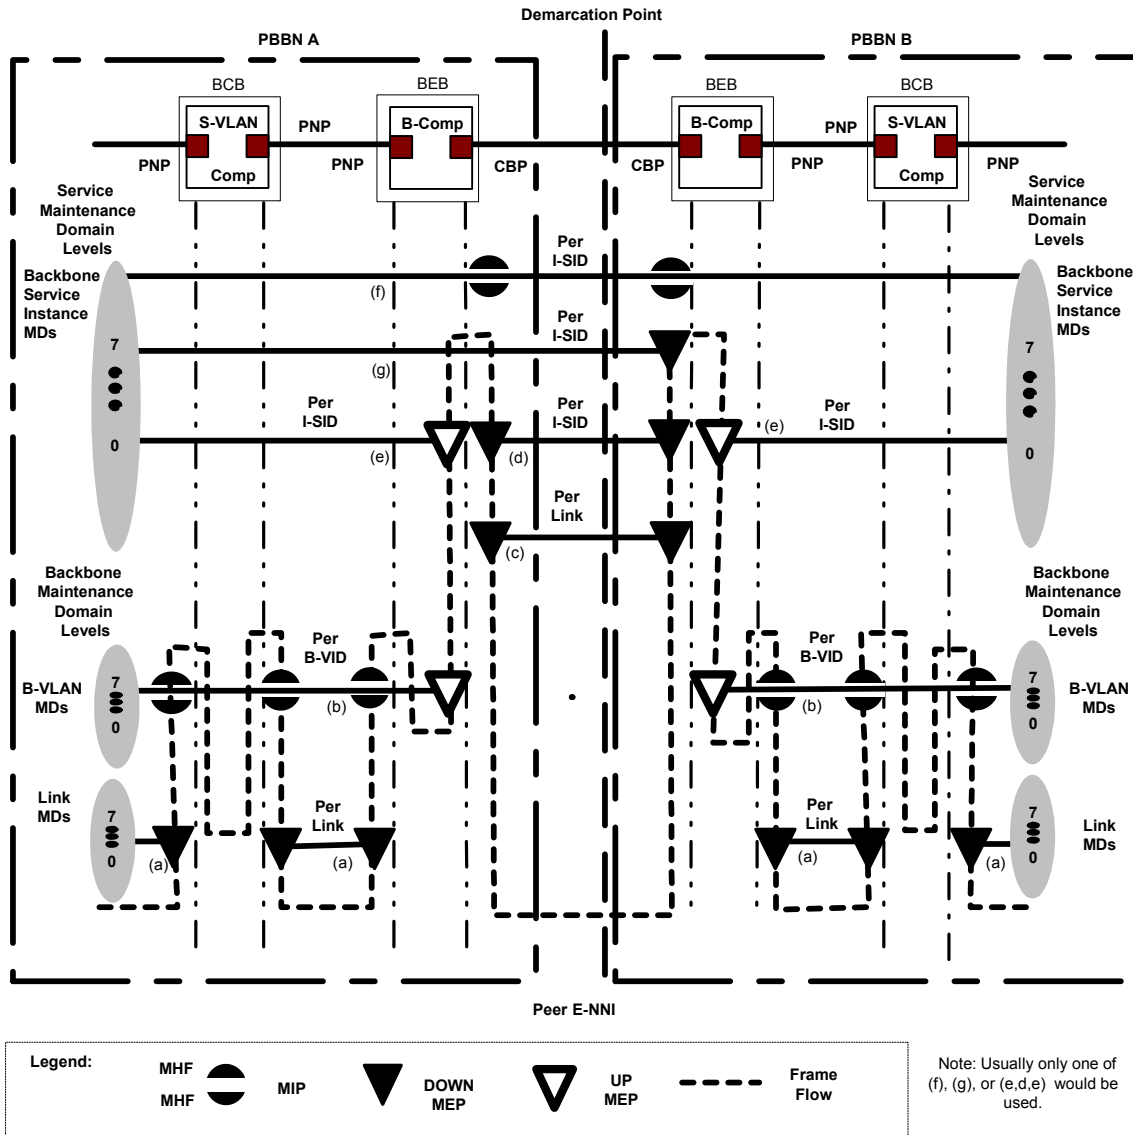 Demarcation Point
PBBN A
PBBN B
BCB
BEB
BEB
BCB
S-VLAN
Comp
B-Comp
B-Comp
S-VLAN
Comp
PNP
PNP
PNP
CBP
CBP
PNP
PNP
PNP
Service
Maintenance
Domain
Levels
Service
Maintenance
Domain
Levels
Backbone
Service
Instance
MDs
Backbone
Service
Instance
MDs
7
0
7
0
Per
I-SID
(f)
Per
I-SID
(g)
Per
I-SID
(e)
Per
I-SID
(d)
Per
I-SID
(e)
Per
Link
(c)
Backbone
Maintenance
Domain
Levels
Backbone
Maintenance
Domain
Levels
B-VLAN
MDs
7
0
Per
B-VID
(b)
Per
B-VID
(b)
7
0
B-VLAN
MDs
Link
MDs
7
0
(a)
Per
Link
(a)
Per
Link
(a)
(a)
7
0
Link
MDs
Peer E-NNI
Legend:
MHF
MHF
MIP
DOWN
MEP
UP
MEP
Frame
Flow
Note: Usually only one of
(f), (g), or (e,d,e) would be
used.